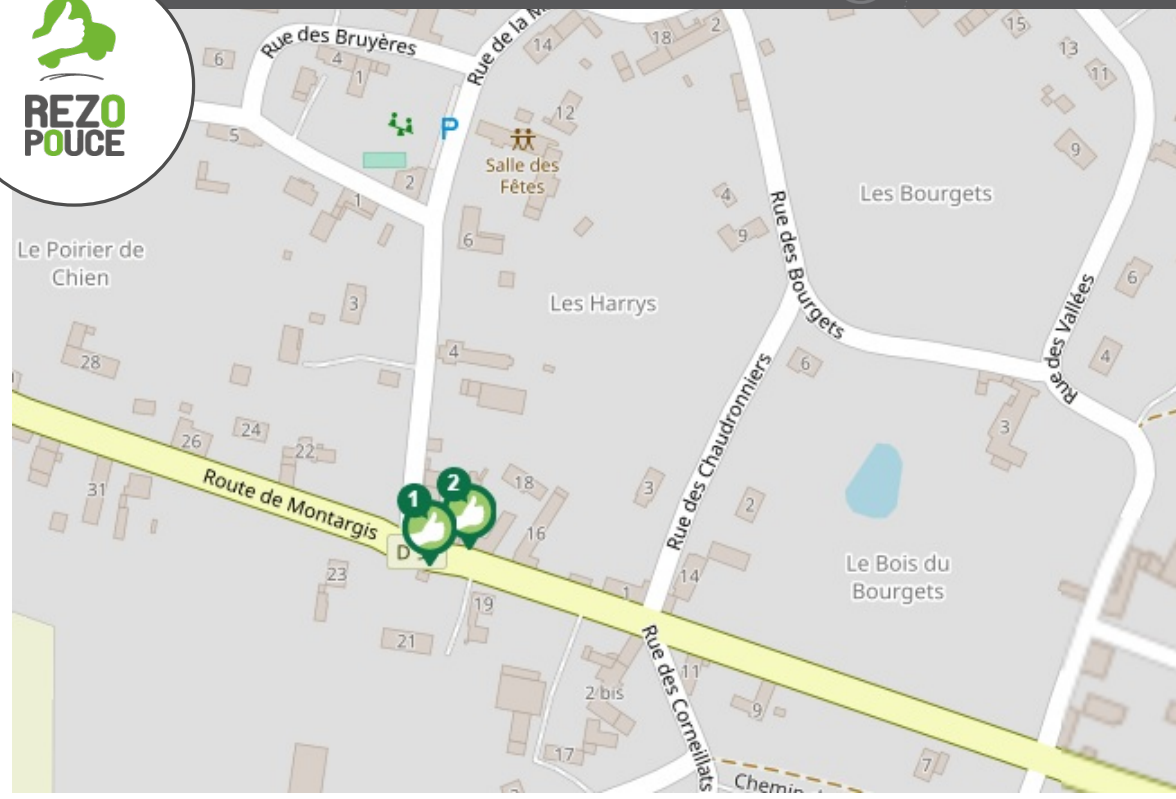 REZO
POUCE
Rue des Bruyères
Rue de la
14
18
2
15
13
11
6
4
1
12
P
5
9
Salle des
Fêtes
2
1
4
9
Les Bourgets
Rue des Bourgets
6
Le Poirier de
Chien
3
Les Harrys
6
Rue des Vallées
4
28
4
6
Rue des Chaudronniers
3
26
24
22
31
Route de Montargis
1
2
18
16
3
2
D
Le Bois du
Bourgets
23
19
21
1
14
Rue des Corneillats
11
2 bis
9
17
7
Chemin